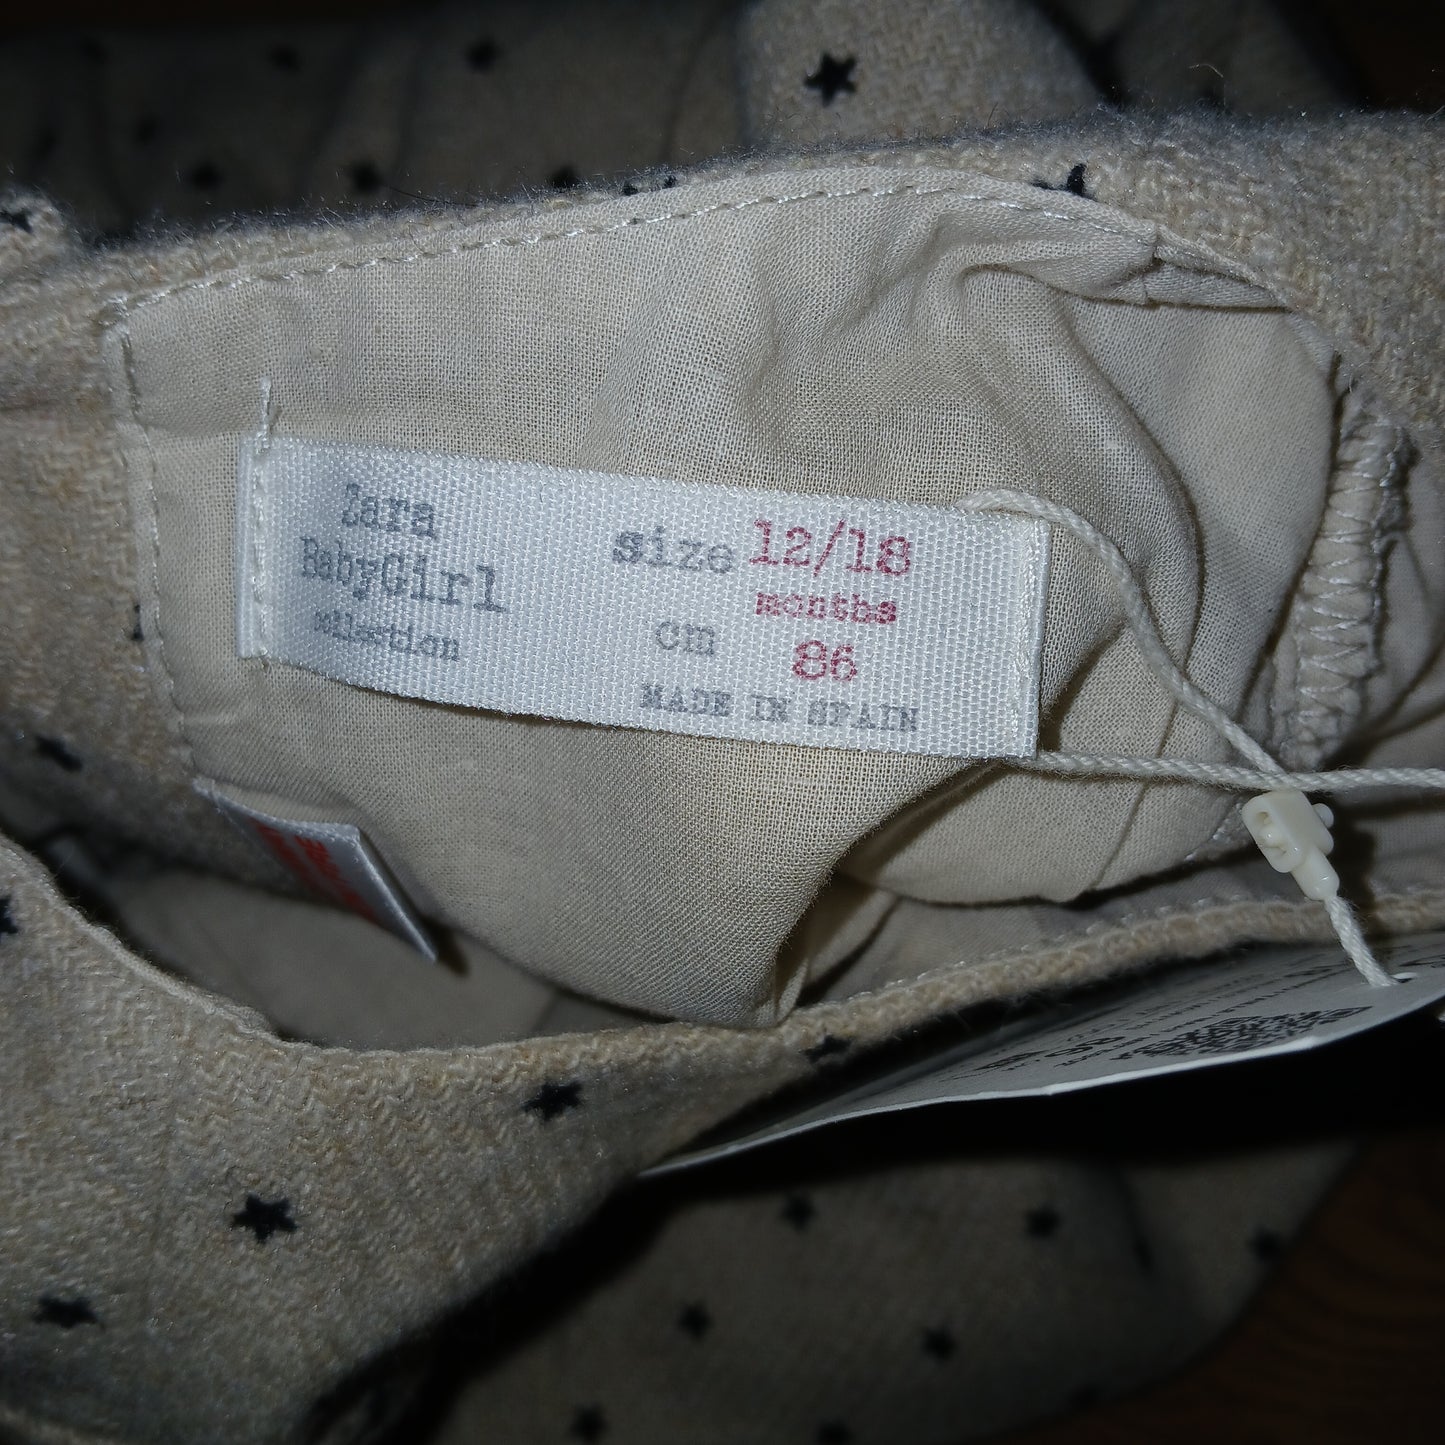 Zara
BabyGirl
collection
size 12/18
months
cm 86
MADE IN SPAIN